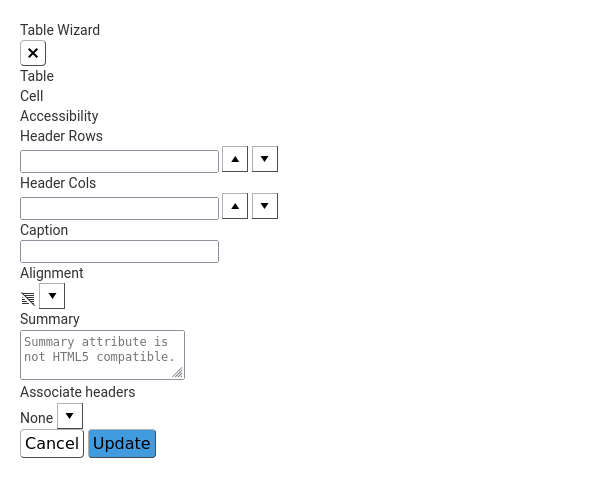 Table Wizard
Table
Cell
Accessibility
Header Rows
Header Cols
Caption
Alignment
Summary
Summary attribute is
not HTML5 compatible.
Associate headers
None
Cancel Update